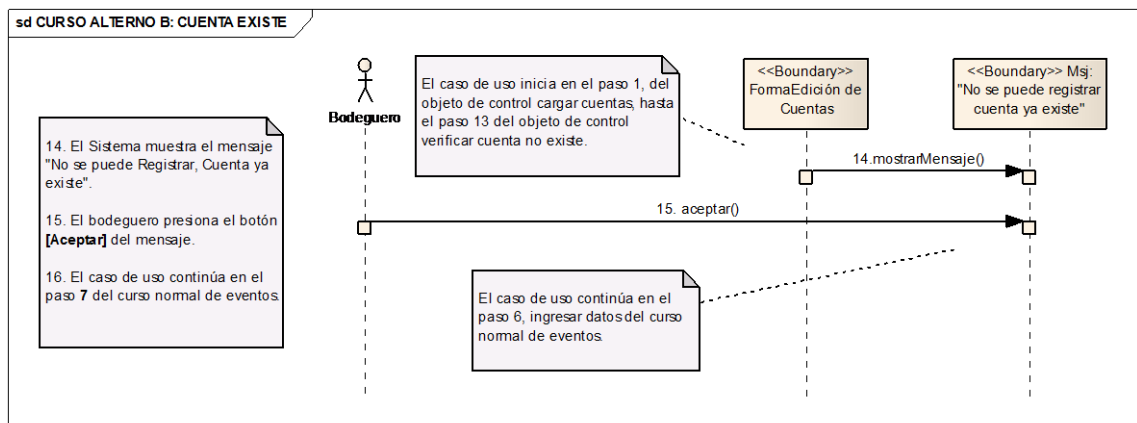 sd CURSO ALTERNO B: CUENTA EXISTE
14. El Sistema muestra el mensaje
"No se puede Registrar, Cuenta ya
existe".
15. El bodeguero presiona el botón
[Aceptar] del mensaje.
16. El caso de uso continúa en el
paso 7 del curso normal de eventos.
Bodeguero
El caso de uso inicia en el paso 1, del
objeto de control cargar cuentas, hasta
el paso 13 del objeto de control
verificar cuenta no existe.
<<Boundary>>
FormaEdición de
Cuentas
<<Boundary>> Msj:
"No se puede registrar
cuenta ya existe"
14.mostrarMensaje()
15. aceptar()
El caso de uso continúa en el
paso 6, ingresar datos del curso
normal de eventos.